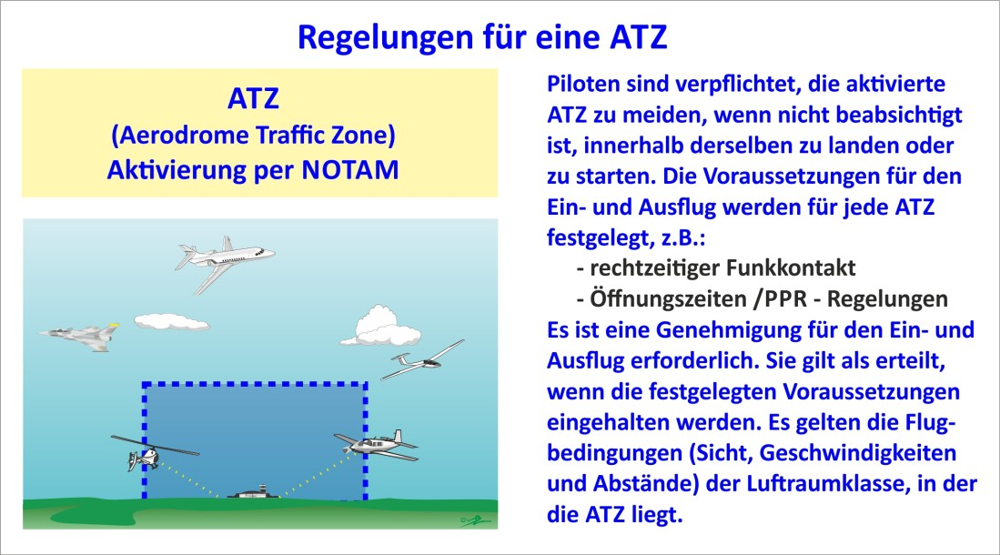 Regelungen für eine ATZ
ATZ
(Aerodrome Traffic Zone)
Aktivierung per NOTAM
Piloten sind verpflichtet, die aktivierte
ATZ zu meiden, wenn nicht beabsichtigt
ist, innerhalb derselben zu landen oder
zu starten. Die Voraussetzungen für den
Ein- und Ausflug werden für jede ATZ
festgelegt, z.B.:
- rechtzeitiger Funkkontakt
- Öffnungszeiten /PPR - Regelungen
Es ist eine Genehmigung für den Ein- und
Ausflug erforderlich. Sie gilt als erteilt,
wenn die festgelegten Voraussetzungen
eingehalten werden. Es gelten die Flug-
bedingungen (Sicht, Geschwindigkeiten
und Abstände) der Luftraumklasse, in der
die ATZ liegt.